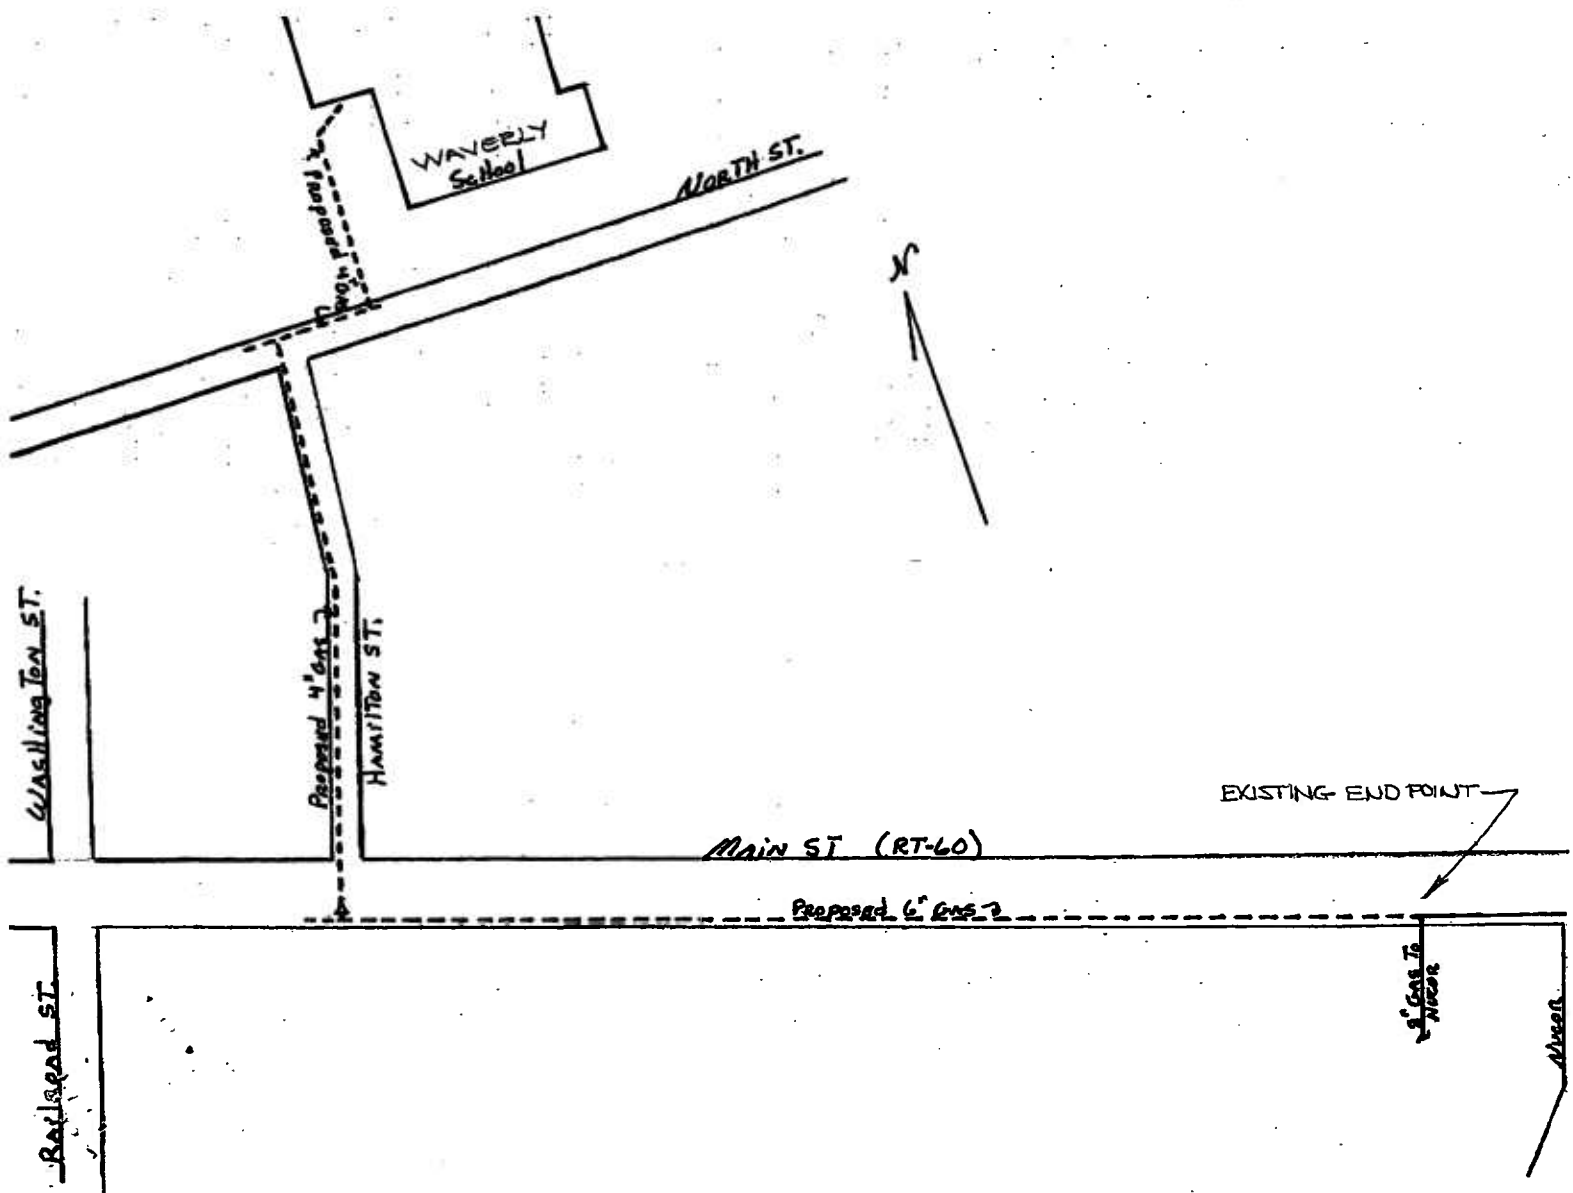 WAVERLY
School
NORTH ST.
Proposed 4" GAS
N
WASHINGTON ST.
Proposed 4" GAS
HAMILTON ST.
EXISTING END POINT
MAIN ST (RT-60)
Proposed 6" GAS
GAS TO
NUCOR
Railroad ST.
Nucor